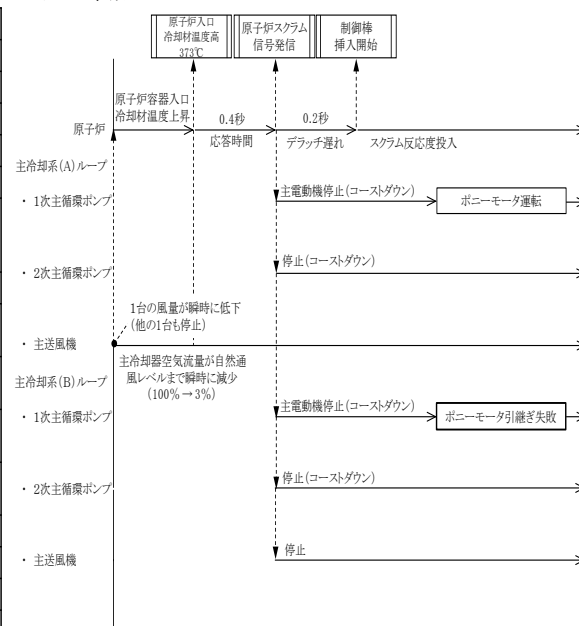 原子炉入口
冷却材温度高
373℃
原子炉スクラム
信号発信
制御棒
挿入開始
原子炉容器入口
冷却材温度上昇
0.4秒
0.2秒
原子炉
応答時間
デラッチ遅れ
スクラム反応度投入
主冷却系(A)ループ
・ 1次主循環ポンプ
主電動機停止(コーストダウン)
ポニーモータ運転
・ 2次主循環ポンプ
停止(コーストダウン)
1台の風量が瞬時に低下
(他の1台も停止)
・ 主送風機
主冷却器空気流量が自然通
風レベルまで瞬時に減少
(100%→3%)
主冷却系(B)ループ
・ 1次主循環ポンプ
主電動機停止(コーストダウン)
ポニーモータ引継ぎ失敗
・ 2次主循環ポンプ
停止(コーストダウン)
・ 主送風機
停止